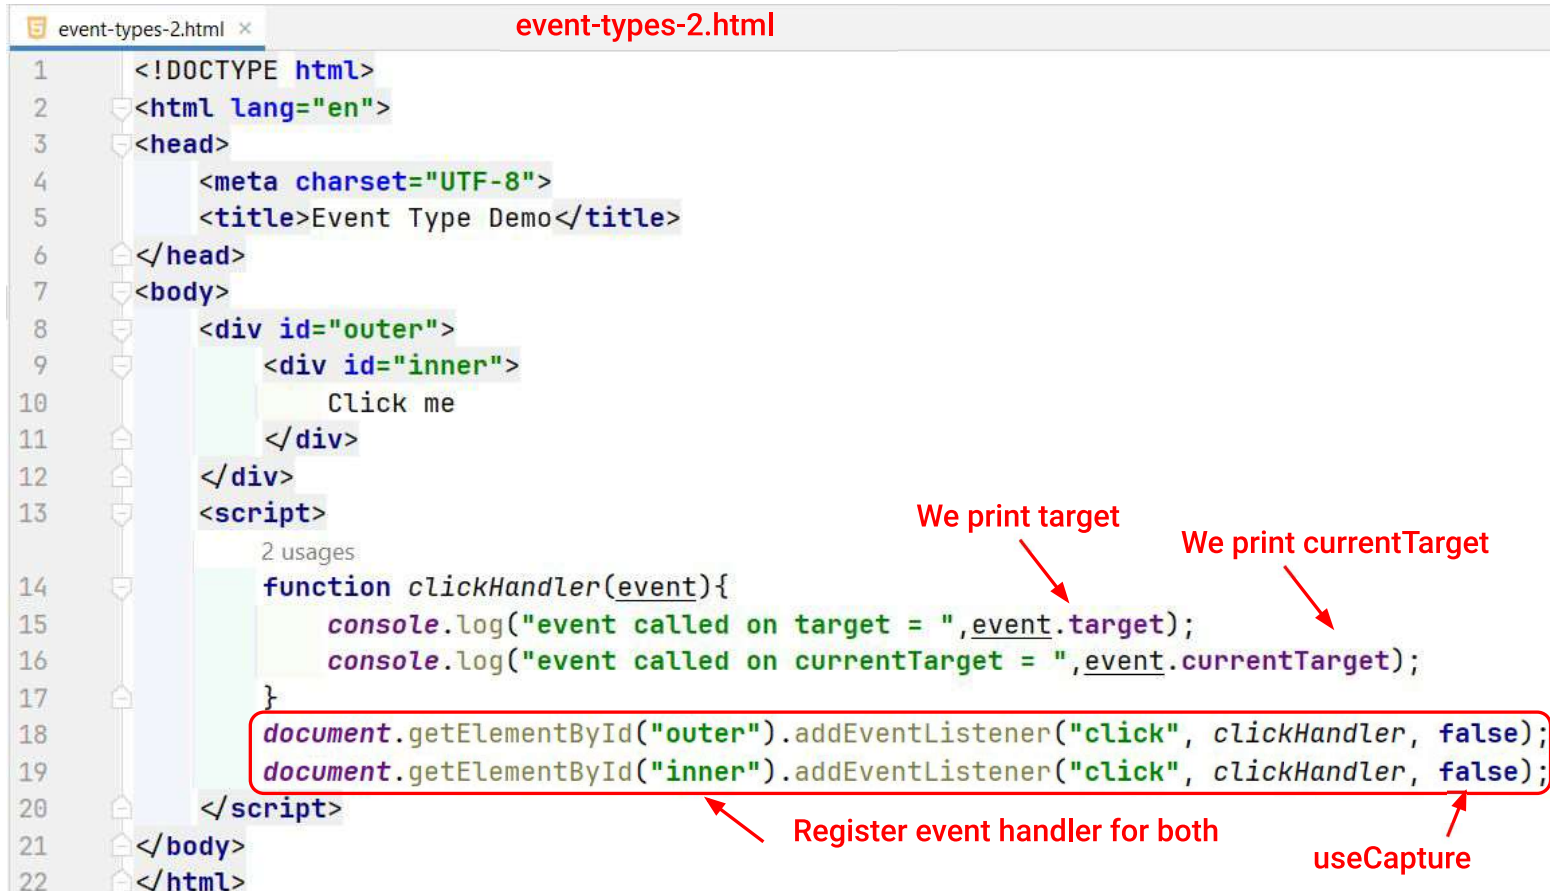 event-types-2.html ×
event-types-2.html
1 <!DOCTYPE html>
2 <html lang="en">
3 <head>
4 <meta charset="UTF-8">
5 <title>Event Type Demo</title>
6 </head>
7 <body>
8 <div id="outer">
9 <div id="inner">
10 Click me
11 </div>
12 </div>
13 <script>
We print target
We print currentTarget
2 usages
14 function clickHandler(event){
15 console.log("event called on target = ",event.target);
16 console.log("event called on currentTarget = ",event.currentTarget);
17 }
18 document.getElementById("outer").addEventListener("click", clickHandler, false);
19 document.getElementById("inner").addEventListener("click", clickHandler, false);
20 </script>
Register event handler for both
useCapture
21 </body>
22 </html>